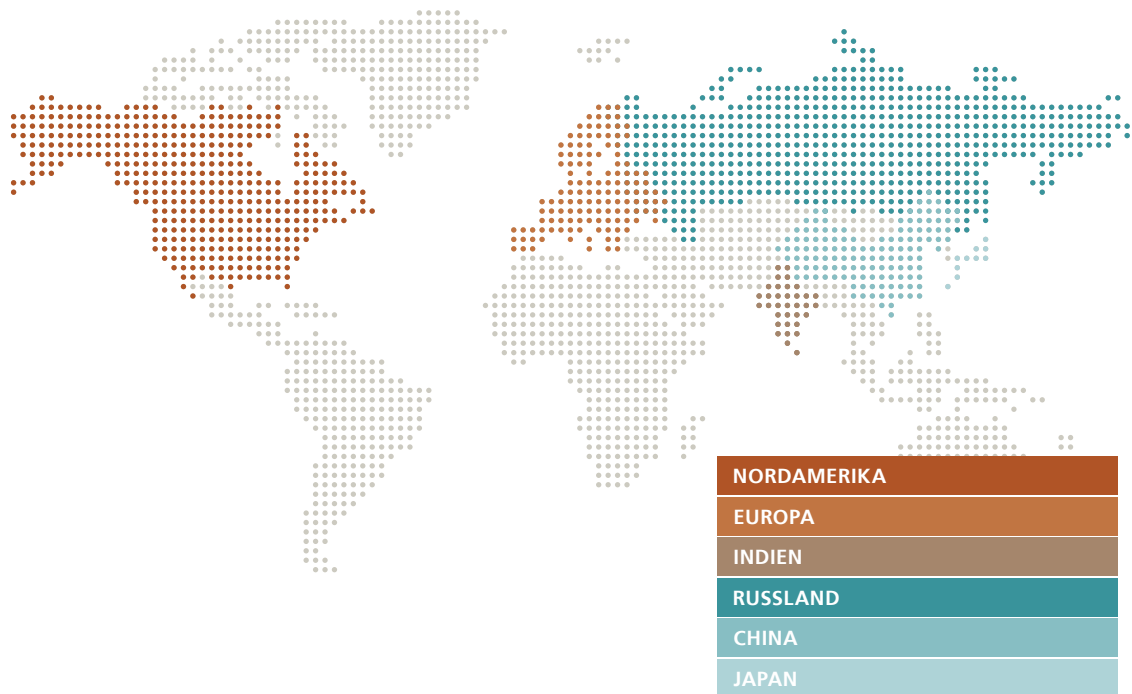 NORDAMERIKA
EUROPA
INDIEN
RUSSLAND
CHINA
JAPAN